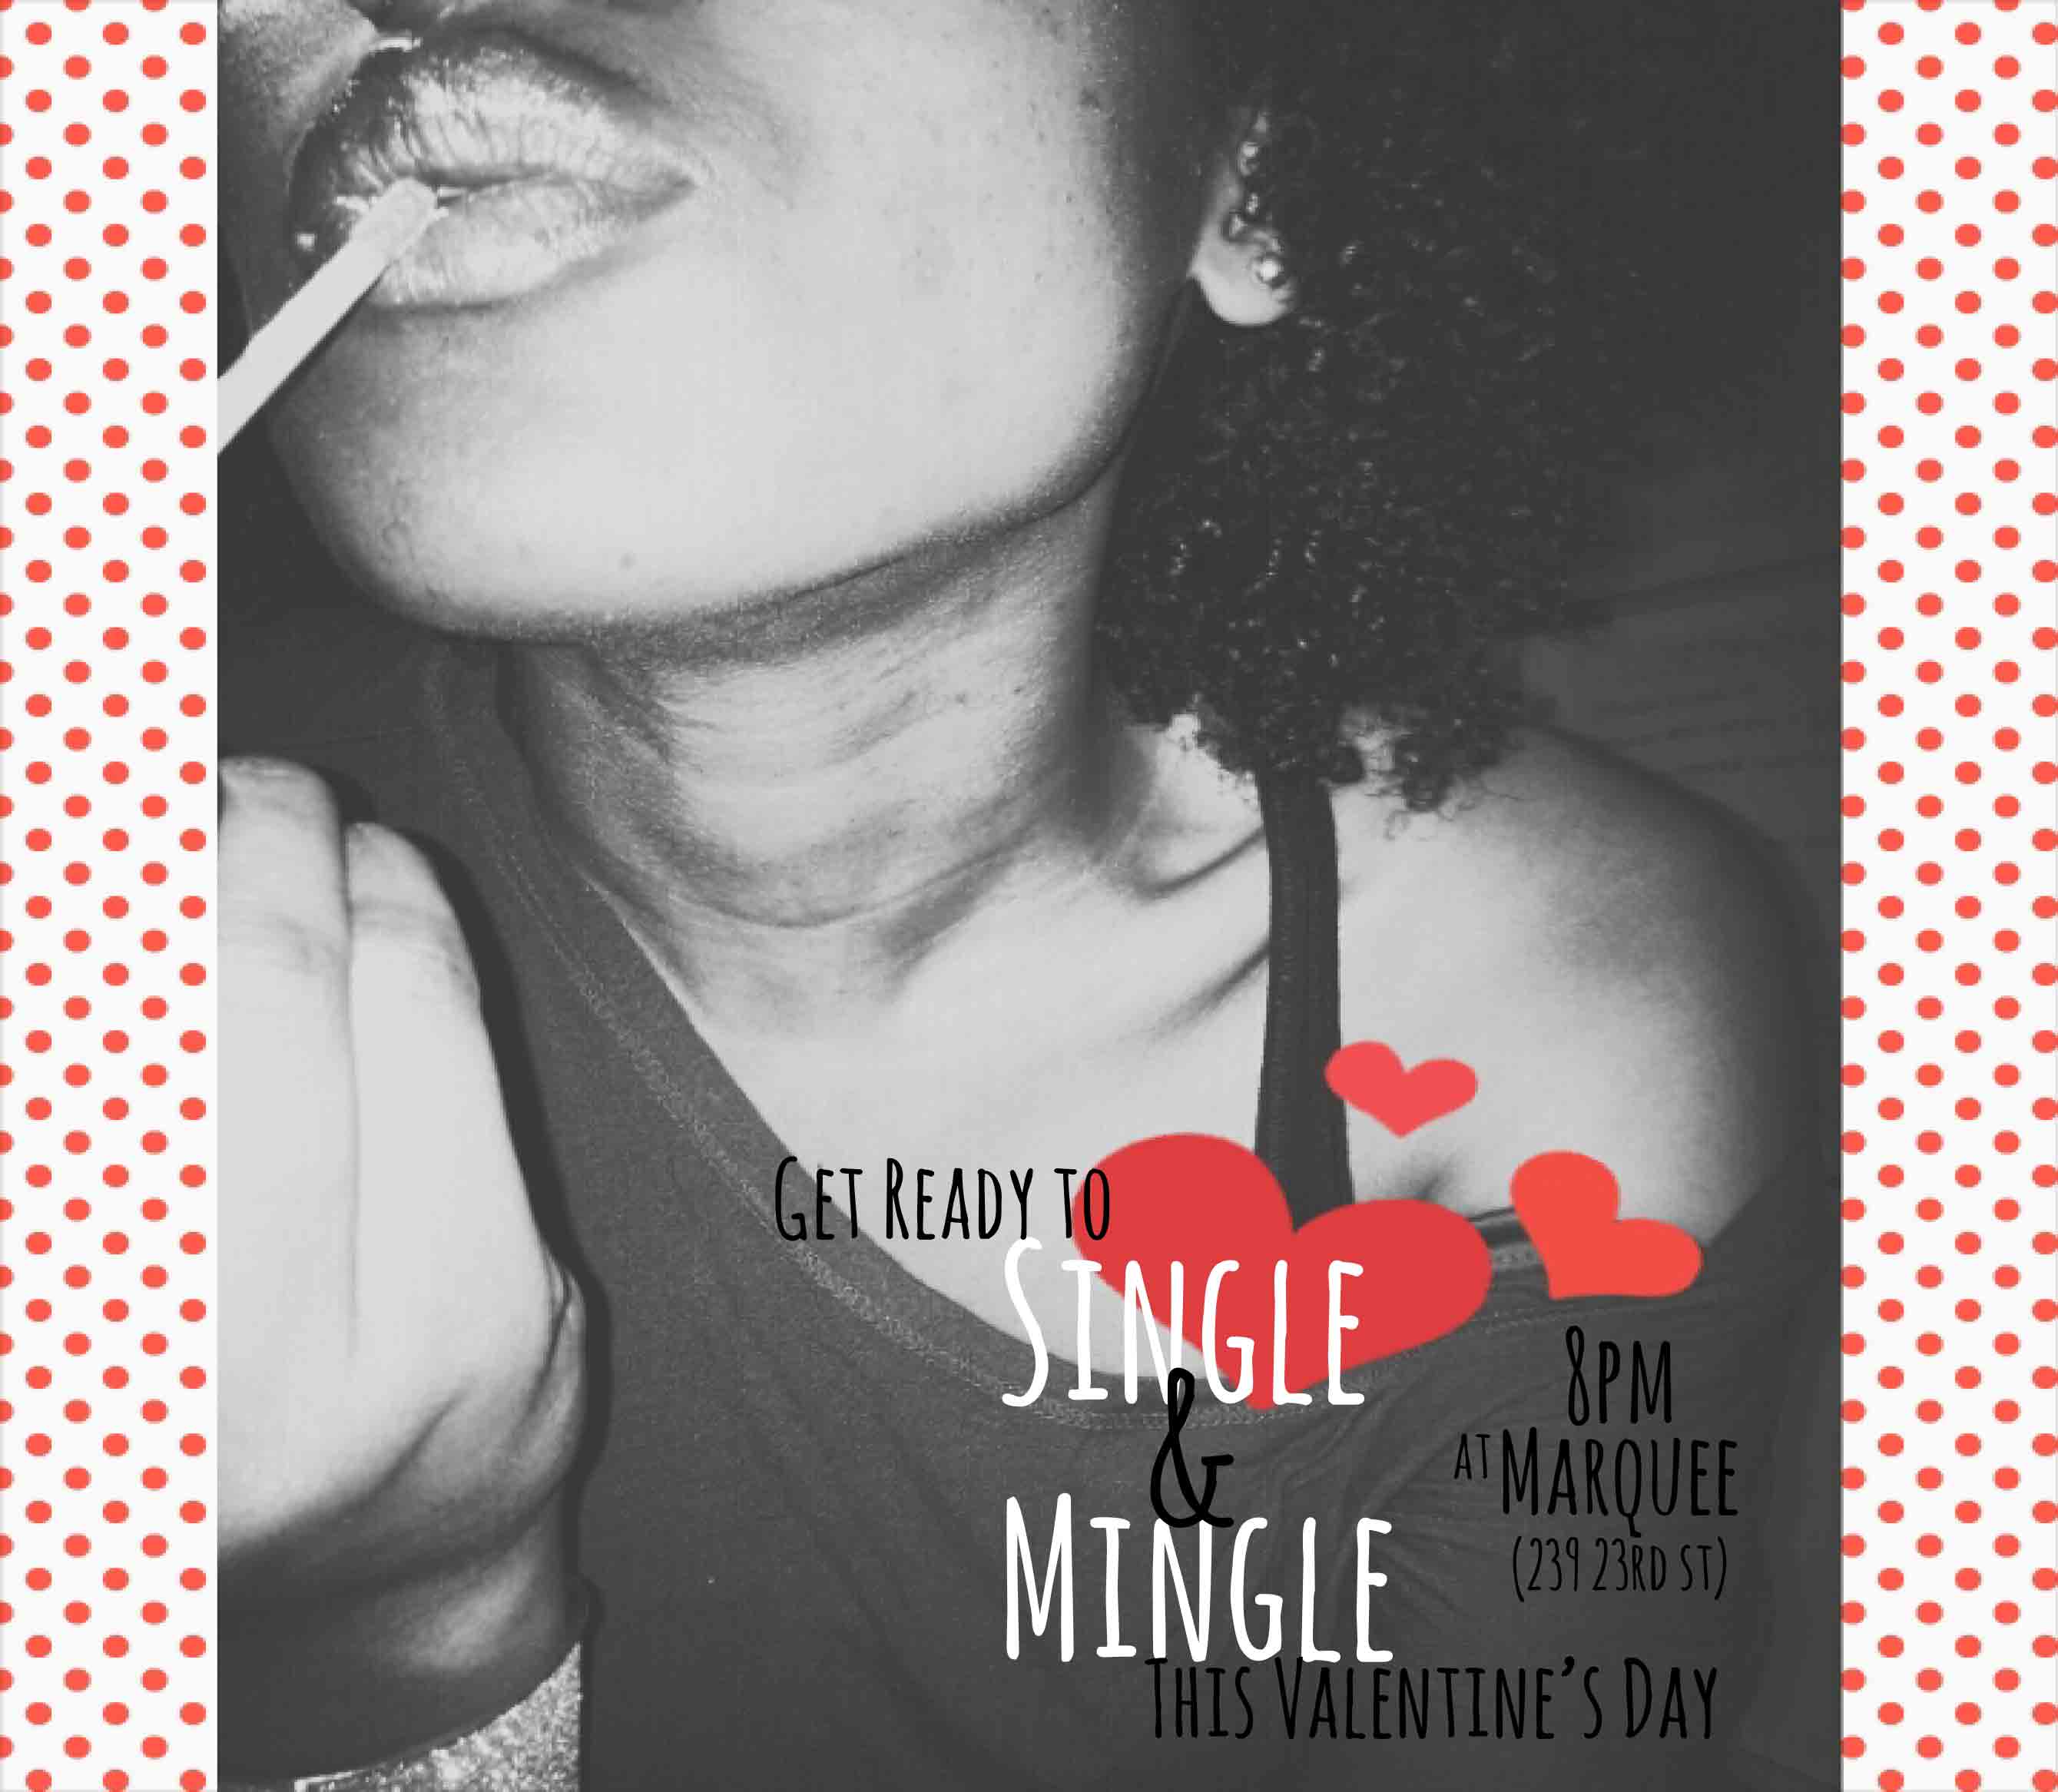 Get Ready to
Single
&
Mingle
This Valentine's Day
8pm
at Marquee
(239 23rd st)